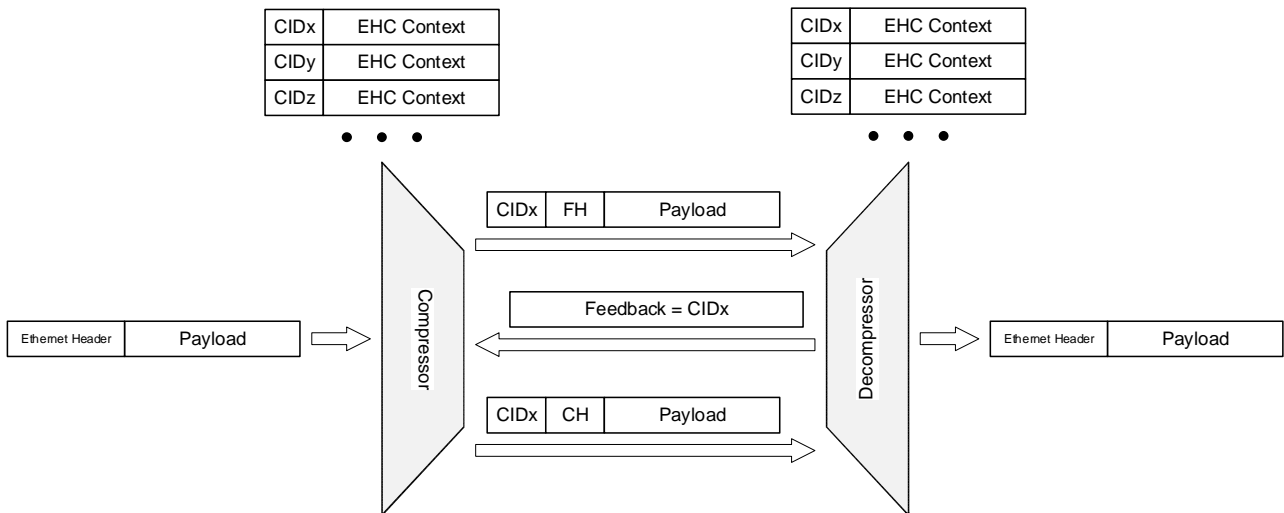 CIDx EHC Context
CIDy EHC Context
CIDz EHC Context
CIDx EHC Context
CIDy EHC Context
CIDz EHC Context
CIDx FH Payload
Feedback = CIDx
CIDx CH Payload
Ethernet Header Payload
Compressor
Decompressor
Ethernet Header Payload